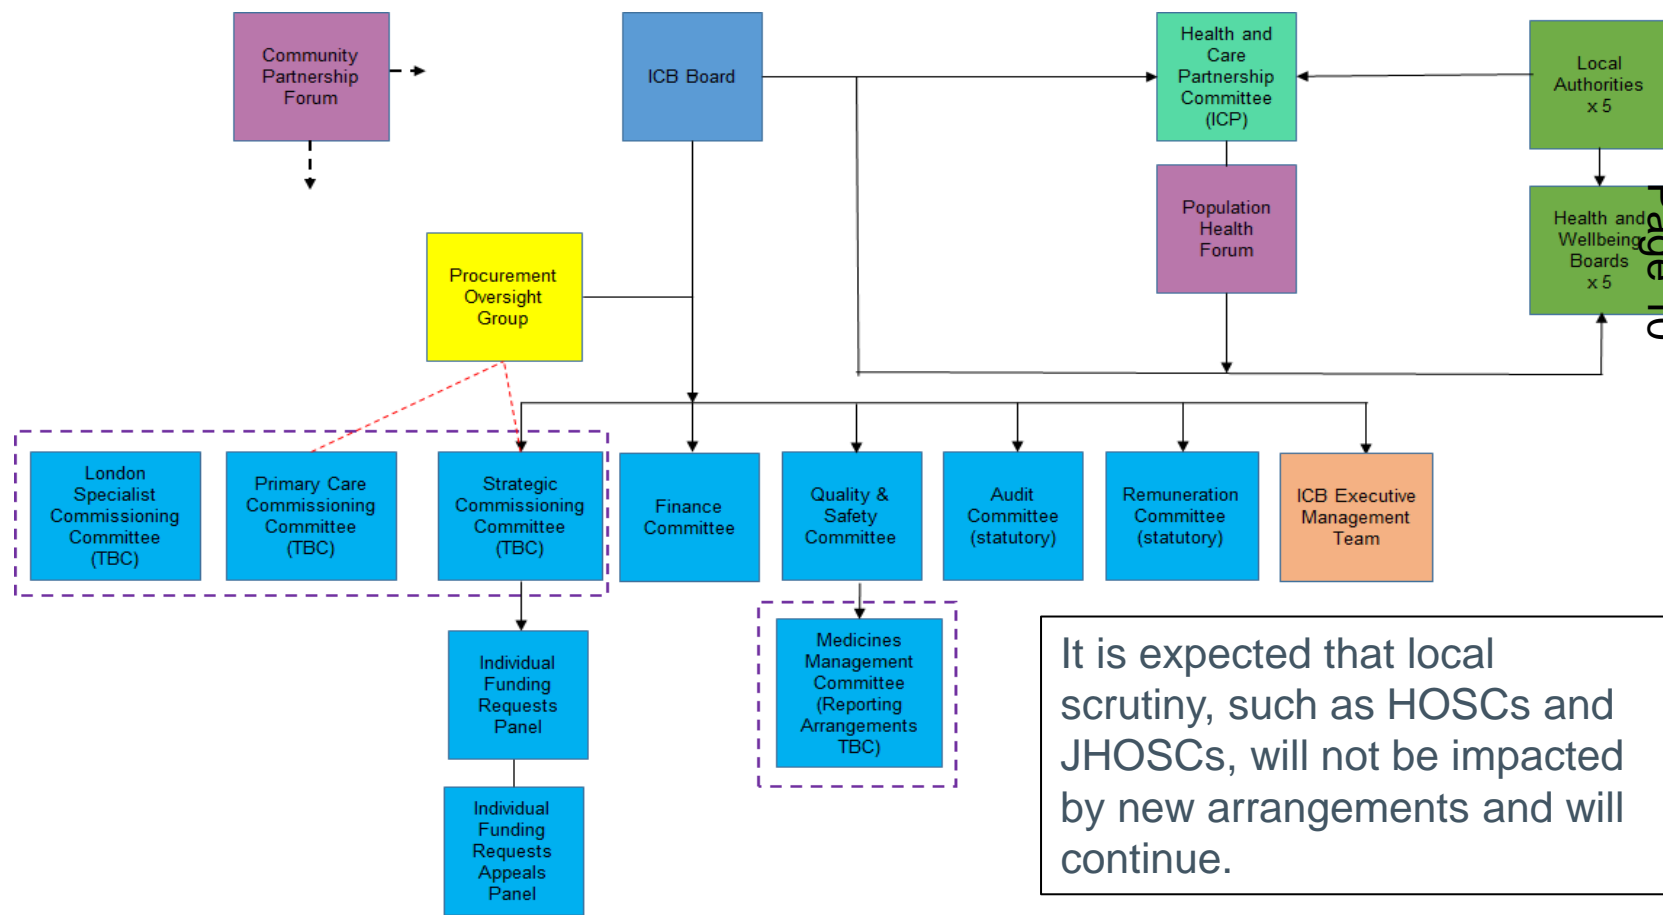 Community
Partnership
Forum
ICB Board
Health and
Care
Partnership
Committee
(ICP)
Local
Authorities
x 5
Population
Health
Forum
Health and
Wellbeing
Boards
x 5
Page 10
Procurement
Oversight
Group
London
Specialist
Commissioning
Committee
(TBC)
Primary Care
Commissioning
Committee
(TBC)
Strategic
Commissioning
Committee
(TBC)
Finance
Committee
Quality &
Safety
Committee
Audit
Committee
(statutory)
Remuneration
Committee
(statutory)
ICB Executive
Management
Team
Individual
Funding
Requests
Panel
Medicines
Management
Committee
(Reporting
Arrangements
TBC)
Individual
Funding
Requests
Appeals
Panel
It is expected that local
scrutiny, such as HOSCs and
JHOSCs, will not be impacted
by new arrangements and will
continue.